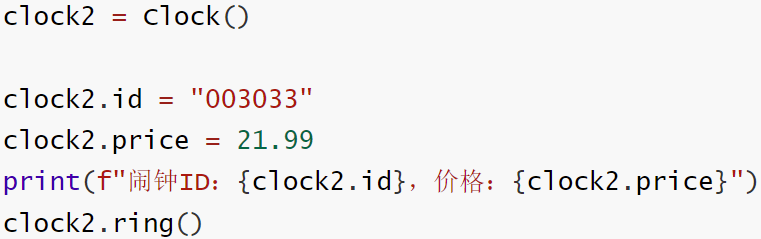 clock2 = Clock()
clock2.id = "003033"
clock2.price = 21.99
print(f"闹钟ID：{clock2.id}，价格：{clock2.price}")
clock2.ring()